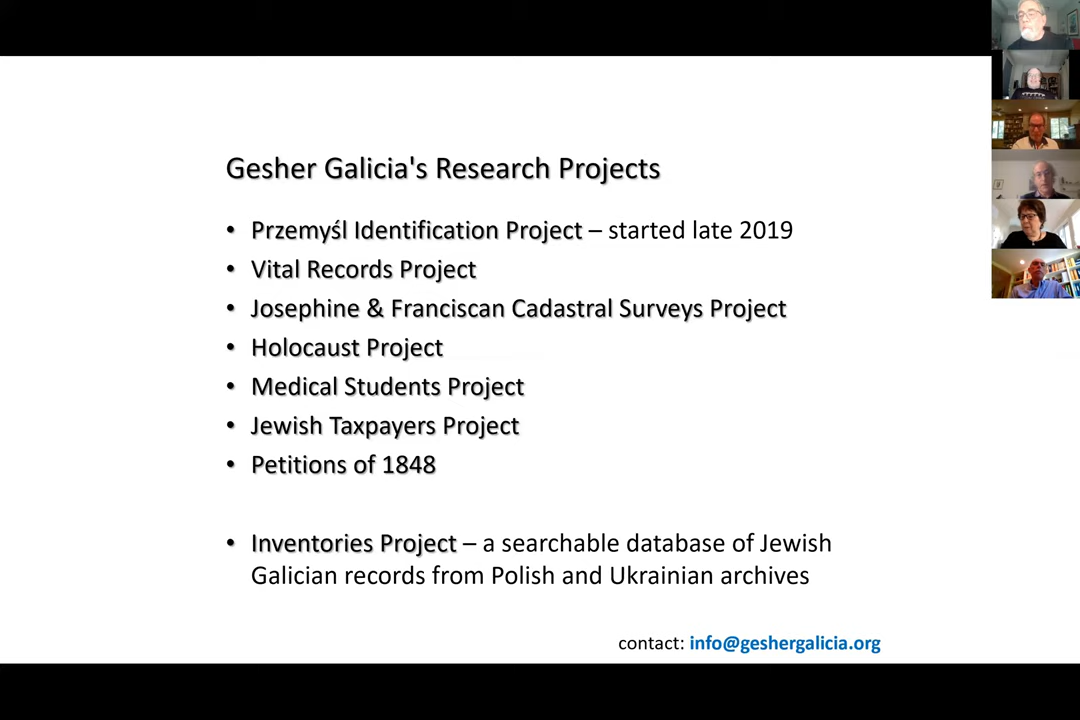 Gesher Galicia's Research Projects
• Przemyśl Identification Project – started late 2019
• Vital Records Project
• Josephine & Franciscan Cadastral Surveys Project
• Holocaust Project
• Medical Students Project
• Jewish Taxpayers Project
• Petitions of 1848
• Inventories Project – a searchable database of Jewish
Galician records from Polish and Ukrainian archives
contact: info@geshergalicia.org